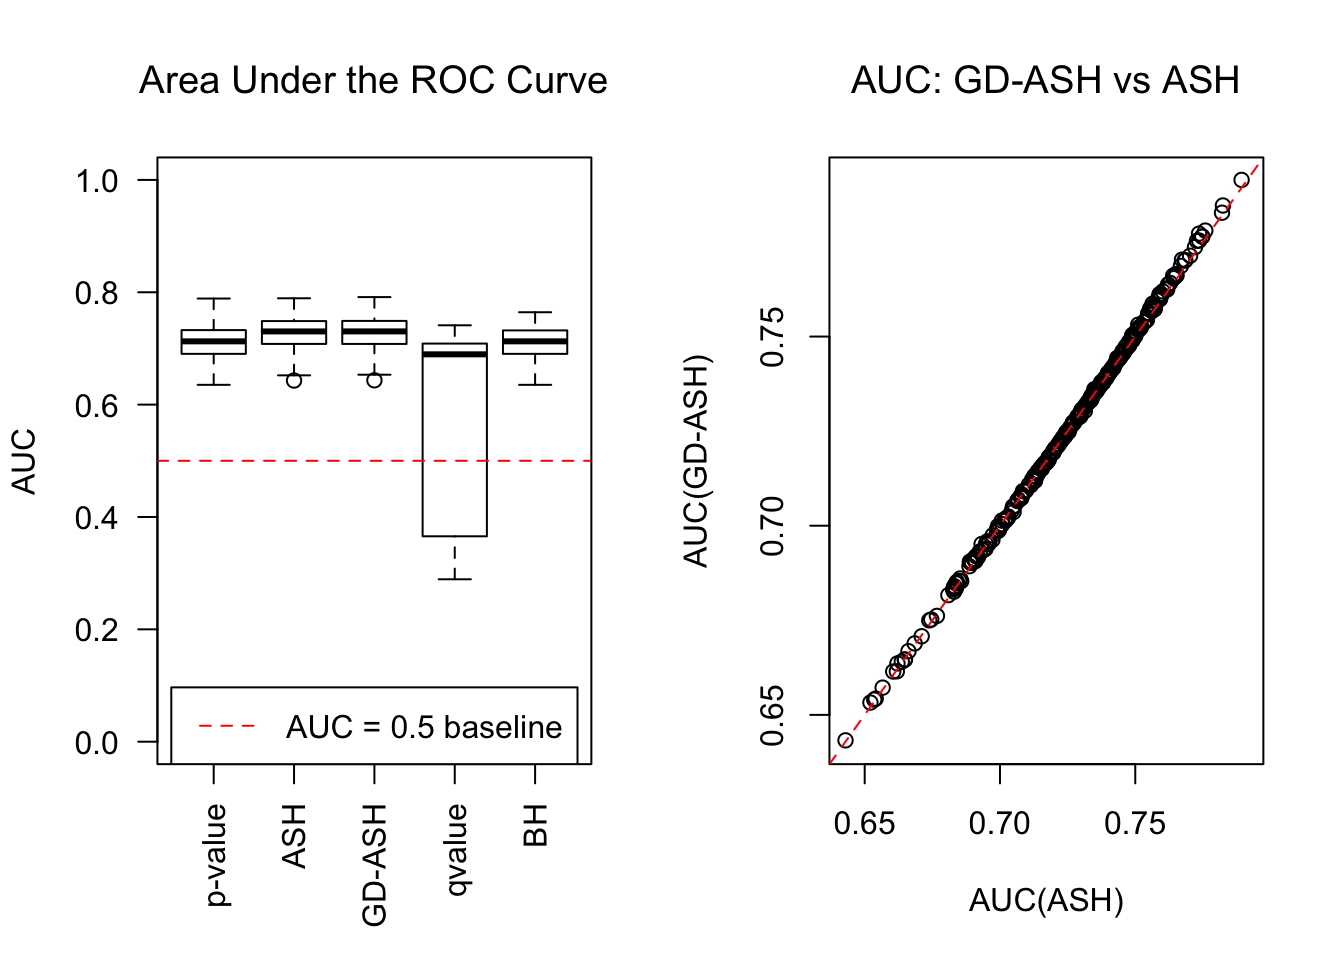 Area Under the ROC Curve
AUC
1.0
0.8
0.6
0.4
0.2
0.0
AUC = 0.5 baseline
p-value
ASH
GD-ASH
qvalue
BH
AUC: GD-ASH vs ASH
AUC(GD-ASH)
0.75
0.70
0.65
0.65
0.70
0.75
AUC(ASH)